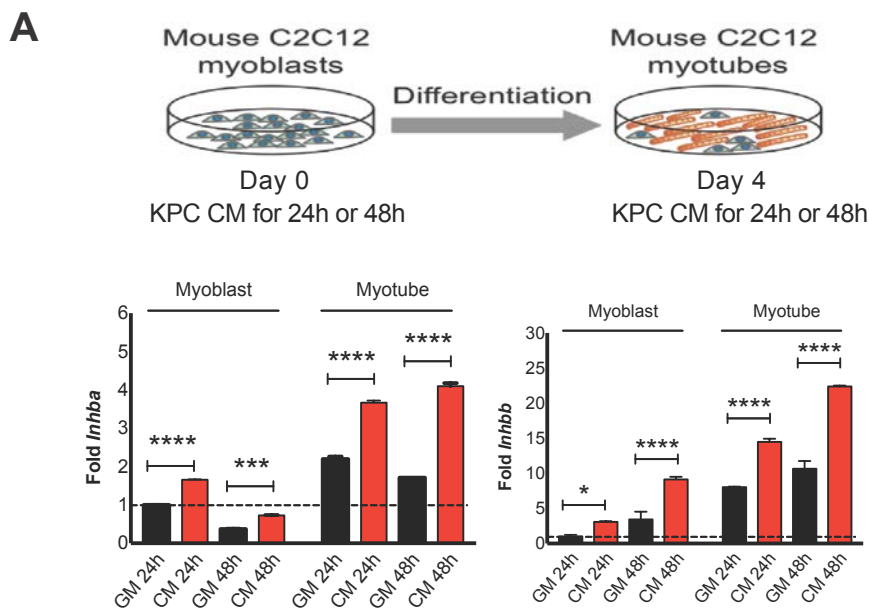 A
Mouse C2C12
myoblasts
Differentiation
Mouse C2C12
myotubes
Day 0
KPC CM for 24h or 48h
Day 4
KPC CM for 24h or 48h
Myoblast
Myotube
Fold Inhba
6
5
4
3
2
1
0
****
***
****
****
GM 24h
CM 24h
GM 48h
CM 48h
GM 24h
CM 24h
GM 48h
CM 48h
Myoblast
Myotube
Fold Inhbb
30
25
20
15
10
5
0
*
****
****
****
GM 24h
CM 24h
GM 48h
CM 48h
GM 24h
CM 24h
GM 48h
CM 48h